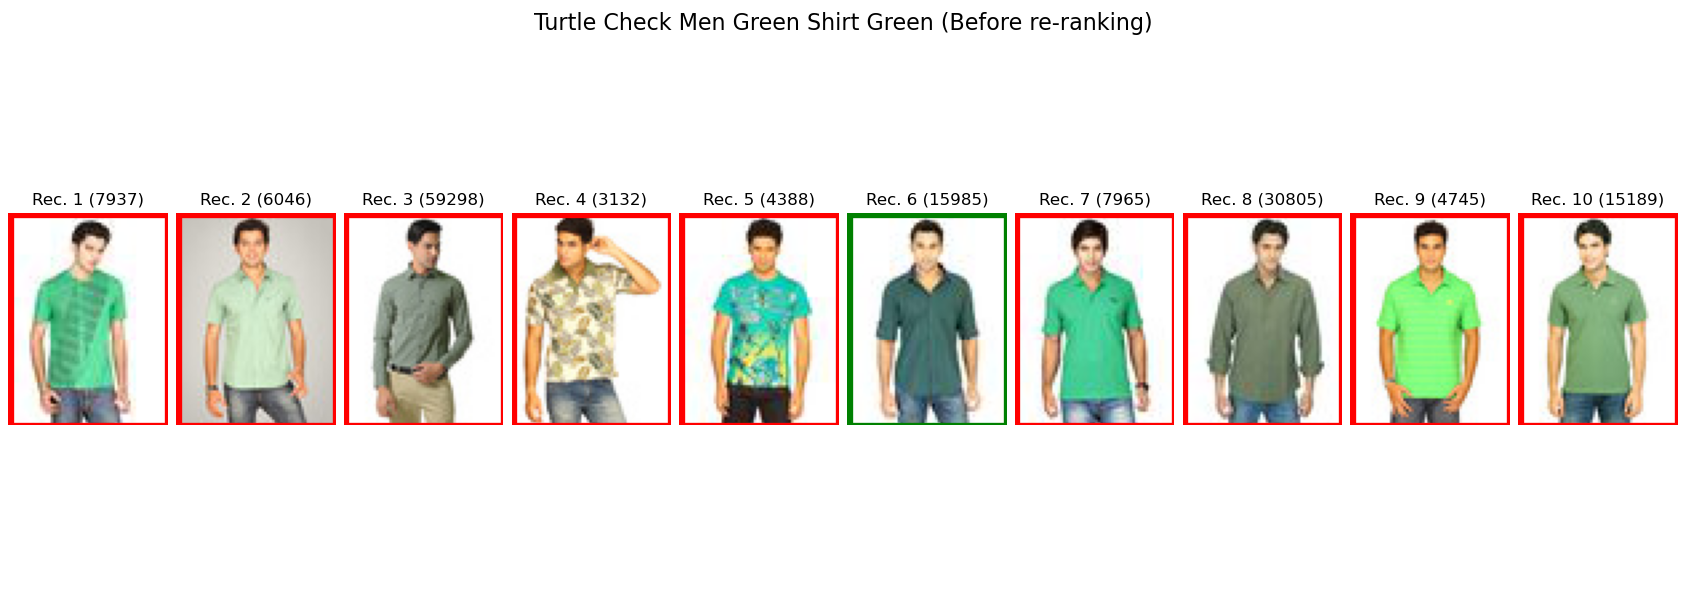 Turtle Check Men Green Shirt Green (Before re-ranking)
Rec. 1 (7937)
Rec. 2 (6046)
Rec. 3 (59298)
Rec. 4 (3132)
Rec. 5 (4388)
Rec. 6 (15985)
Rec. 7 (7965)
Rec. 8 (30805)
Rec. 9 (4745)
Rec. 10 (15189)